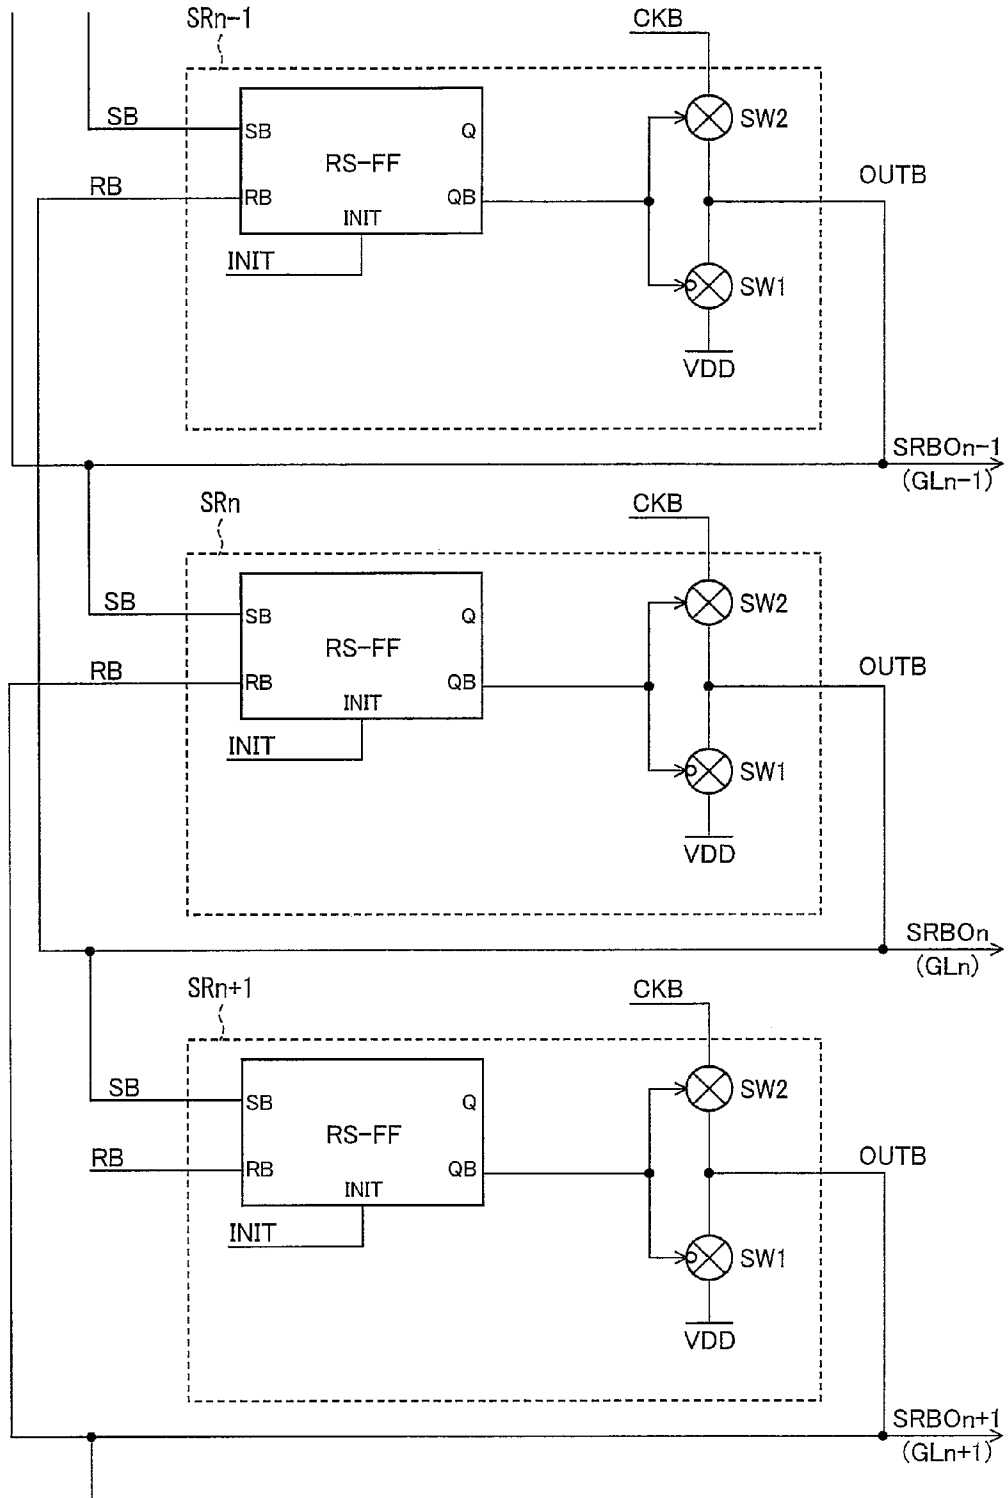 SRn-1
CKB
SB
SB
Q
SW2
RS-FF
OUTB
RB
RB
QB
INIT
INIT
SW1
VDD
SRBOn-1
(GLn-1)
SRn
CKB
SB
SB
Q
SW2
RS-FF
OUTB
RB
RB
QB
INIT
INIT
SW1
VDD
SRBOn
(GLn)
SRn+1
CKB
SB
SB
Q
SW2
RS-FF
OUTB
RB
RB
QB
INIT
INIT
SW1
VDD
SRBOn+1
(GLn+1)